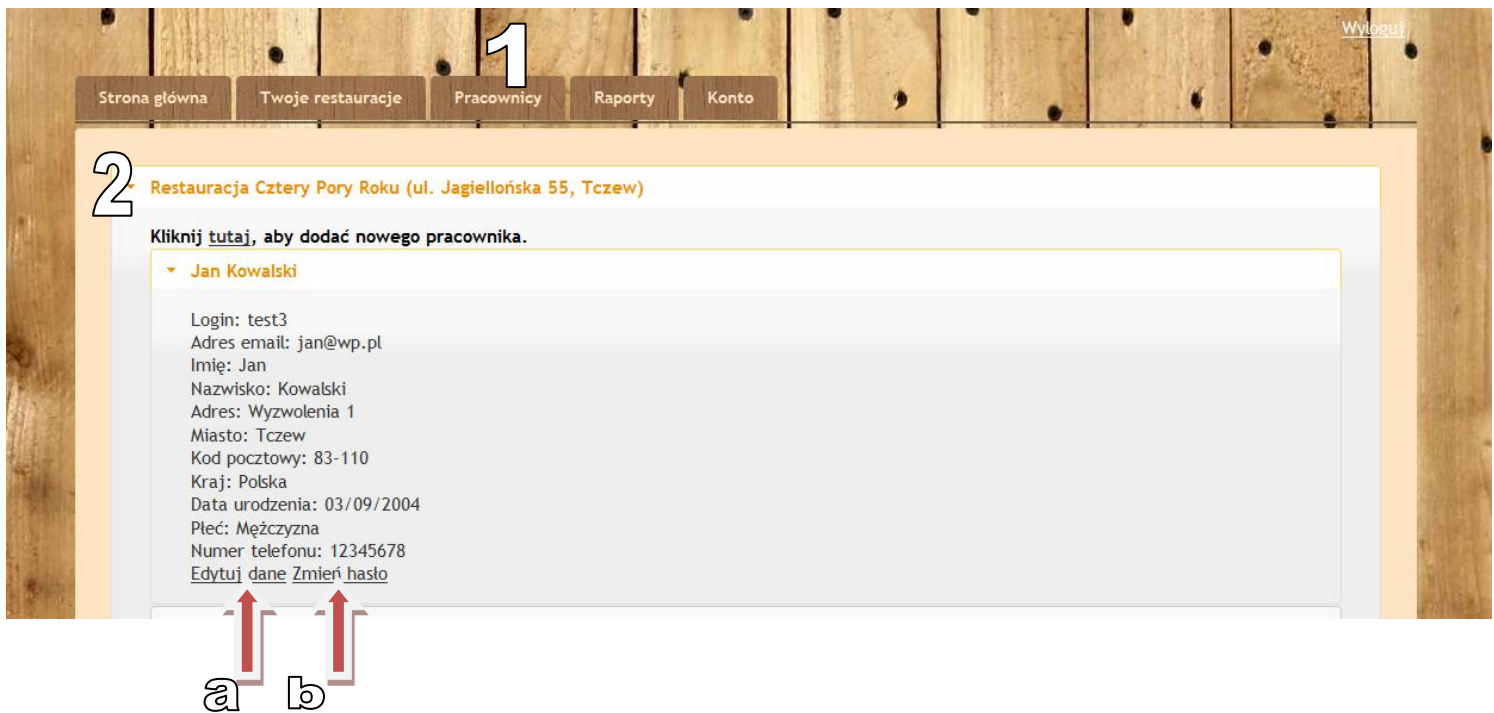 Wyloguj
1
Strona główna Twoje restauracje Pracownicy Raporty Konto
2
Restauracja Cztery Pory Roku (ul. Jagiellońska 55, Tczew)
Kliknij tutaj, aby dodać nowego pracownika.
Jan Kowalski
Login: test3
Adres email: jan@wp.pl
Imię: Jan
Nazwisko: Kowalski
Adres: Wyzwolenia 1
Miasto: Tczew
Kod pocztowy: 83-110
Kraj: Polska
Data urodzenia: 03/09/2004
Płeć: Mężczyzna
Numer telefonu: 12345678
Edytuj dane Zmień hasło
a b